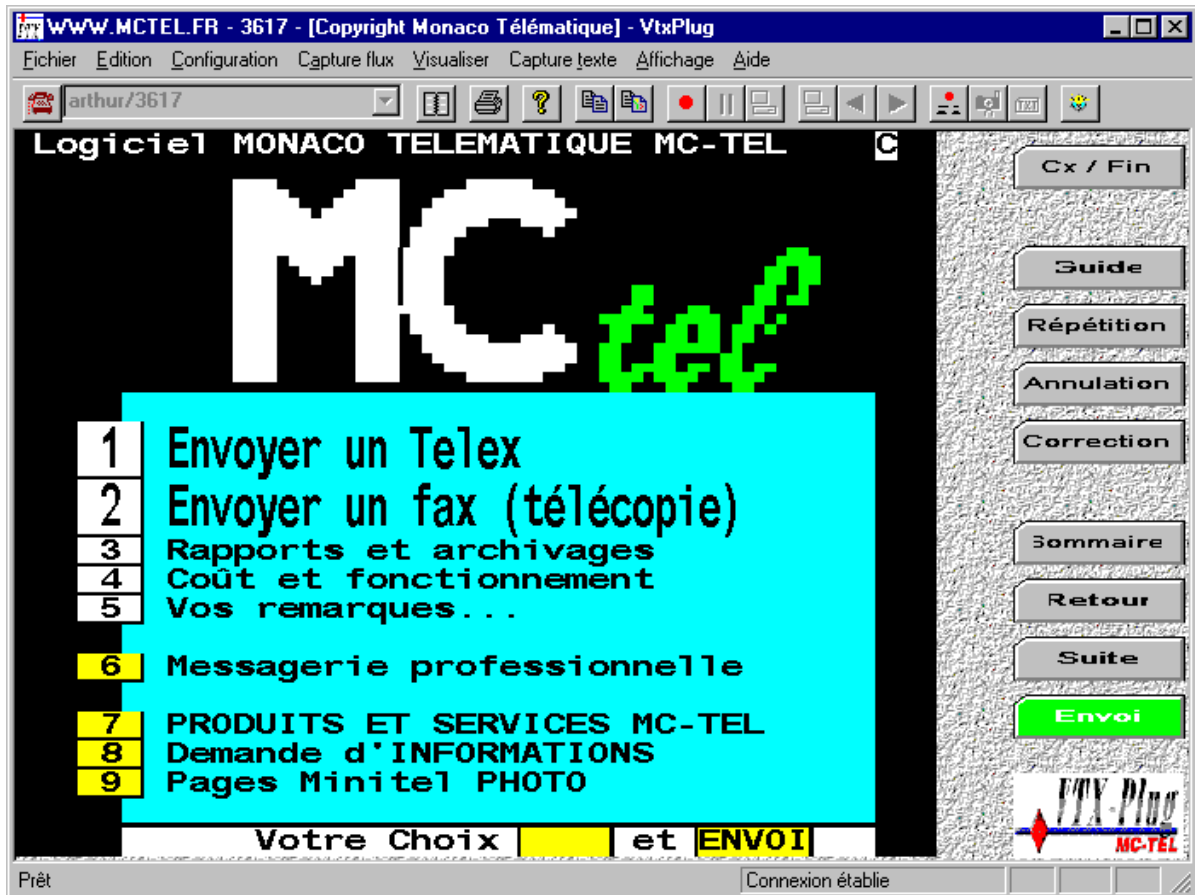 WWW.MCTEL.FR - 3617 - [Copyright Monaco Télématique] - VtxPlug
Fichier Edition Configuration Capture flux Visualiser Capture texte Affichage Aide
arthur/3617
TXT
Logiciel MONACO TELEMATIQUE MC-TEL C
MC tel
1 Envoyer un Telex
2 Envoyer un fax (télécopie)
3 Rapports et archivages
4 Coût et fonctionnement
5 Vos remarques...
6 Messagerie professionnelle
7 PRODUITS ET SERVICES MC-TEL
8 Demande d'INFORMATIONS
9 Pages Minitel PHOTO
Votre Choix et ENVOI
Cx / Fin
Guide
Répétition
Annulation
Correction
Sommaire
Retour
Suite
Envoi
VTX-Plug
MC-TEL
Prêt Connexion établie